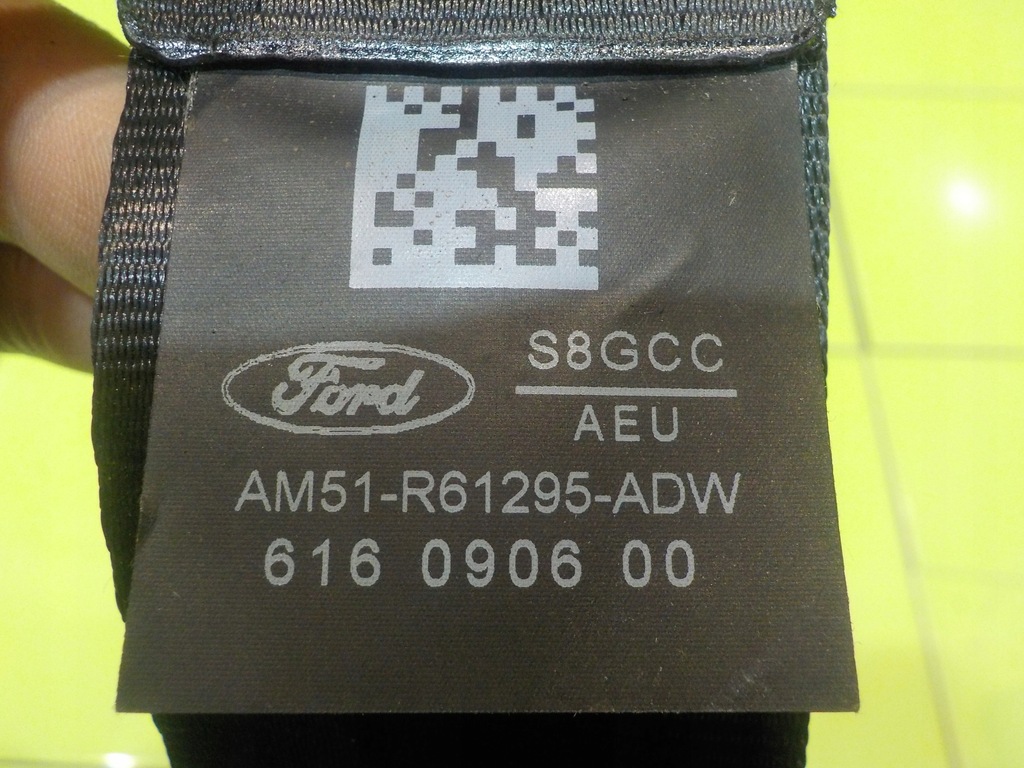 Ford
S8GCC
AEU
AM51-R61295-ADW
616 0906 00